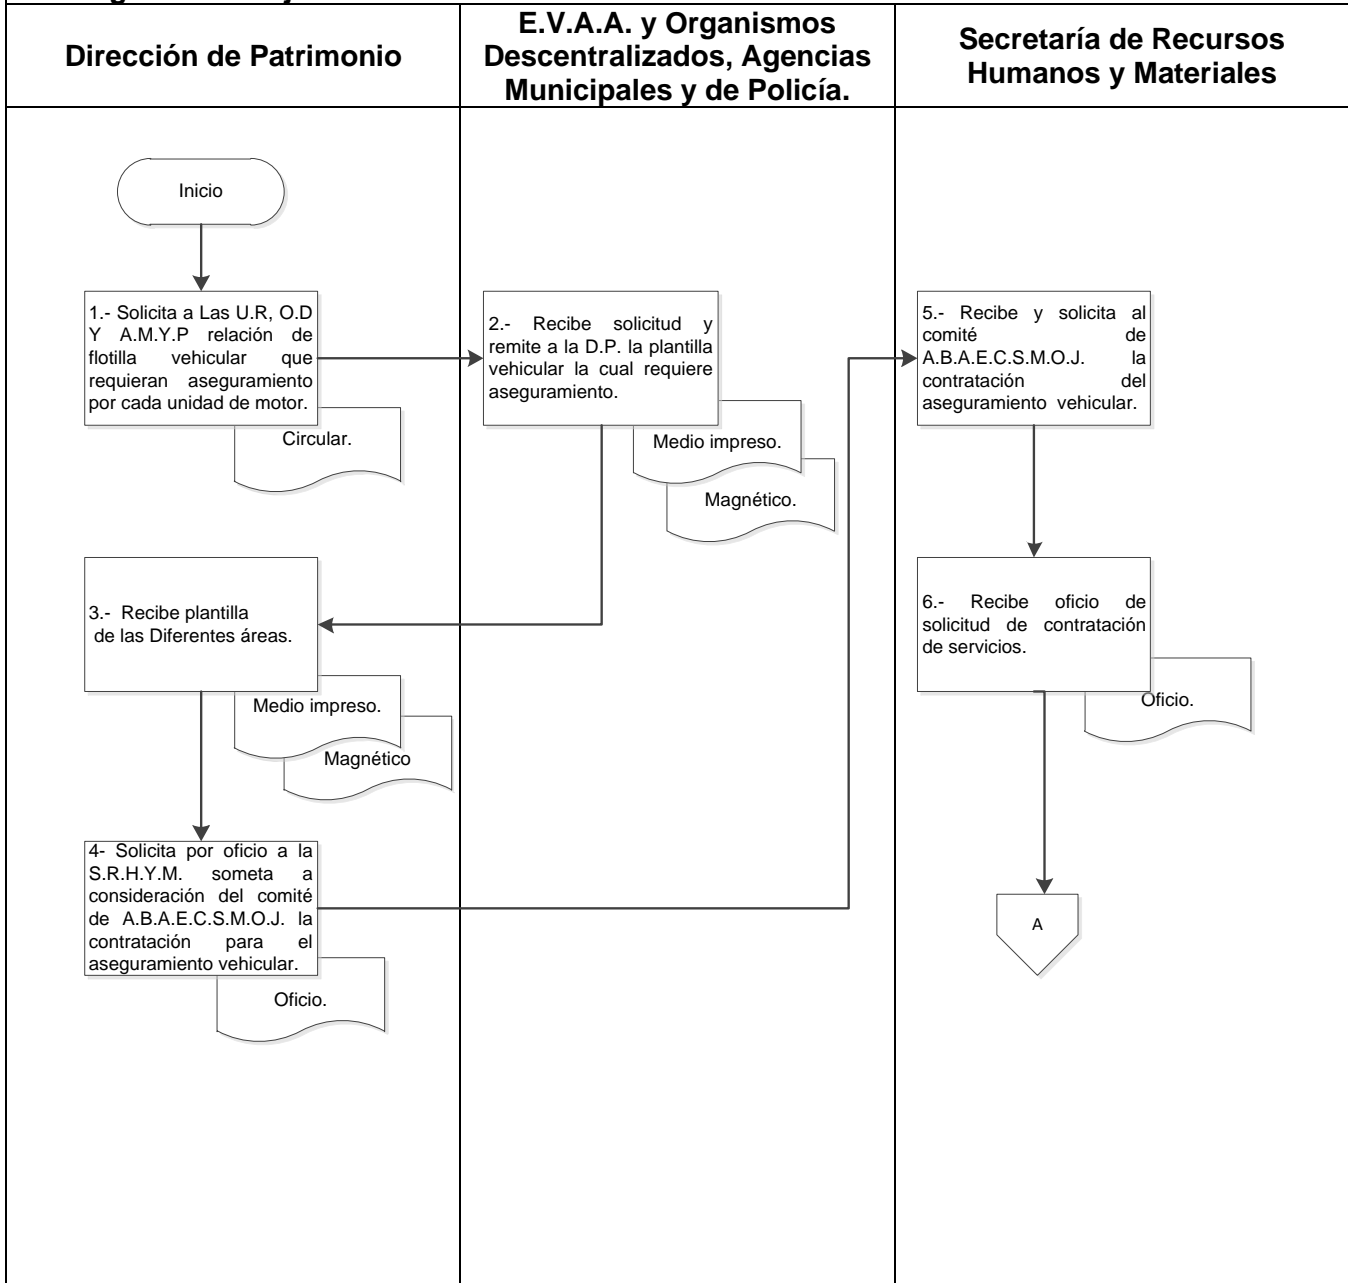 Dirección de Patrimonio
E.V.A.A. y Organismos
Descentralizados, Agencias
Municipales y de Policía.
Secretaría de Recursos
Humanos y Materiales
Inicio
1.- Solicita a Las U.R, O.D
Y A.M.Y.P relación de
flotilla vehicular que
requieran aseguramiento
por cada unidad de motor.
Circular.
2.- Recibe solicitud y
remite a la D.P. la plantilla
vehicular la cual requiere
aseguramiento.
Medio impreso.
Magnético.
3.- Recibe plantilla
de las Diferentes áreas.
Medio impreso.
Magnético
4- Solicita por oficio a la
S.R.H.Y.M. someta a
consideración del comité
de A.B.A.E.C.S.M.O.J. la
contratación para el
aseguramiento vehicular.
Oficio.
5.- Recibe y solicita al
comité de
A.B.A.E.C.S.M.O.J. la
contratación del
aseguramiento vehicular.
6.- Recibe oficio de
solicitud de contratación
de servicios.
Oficio.
A